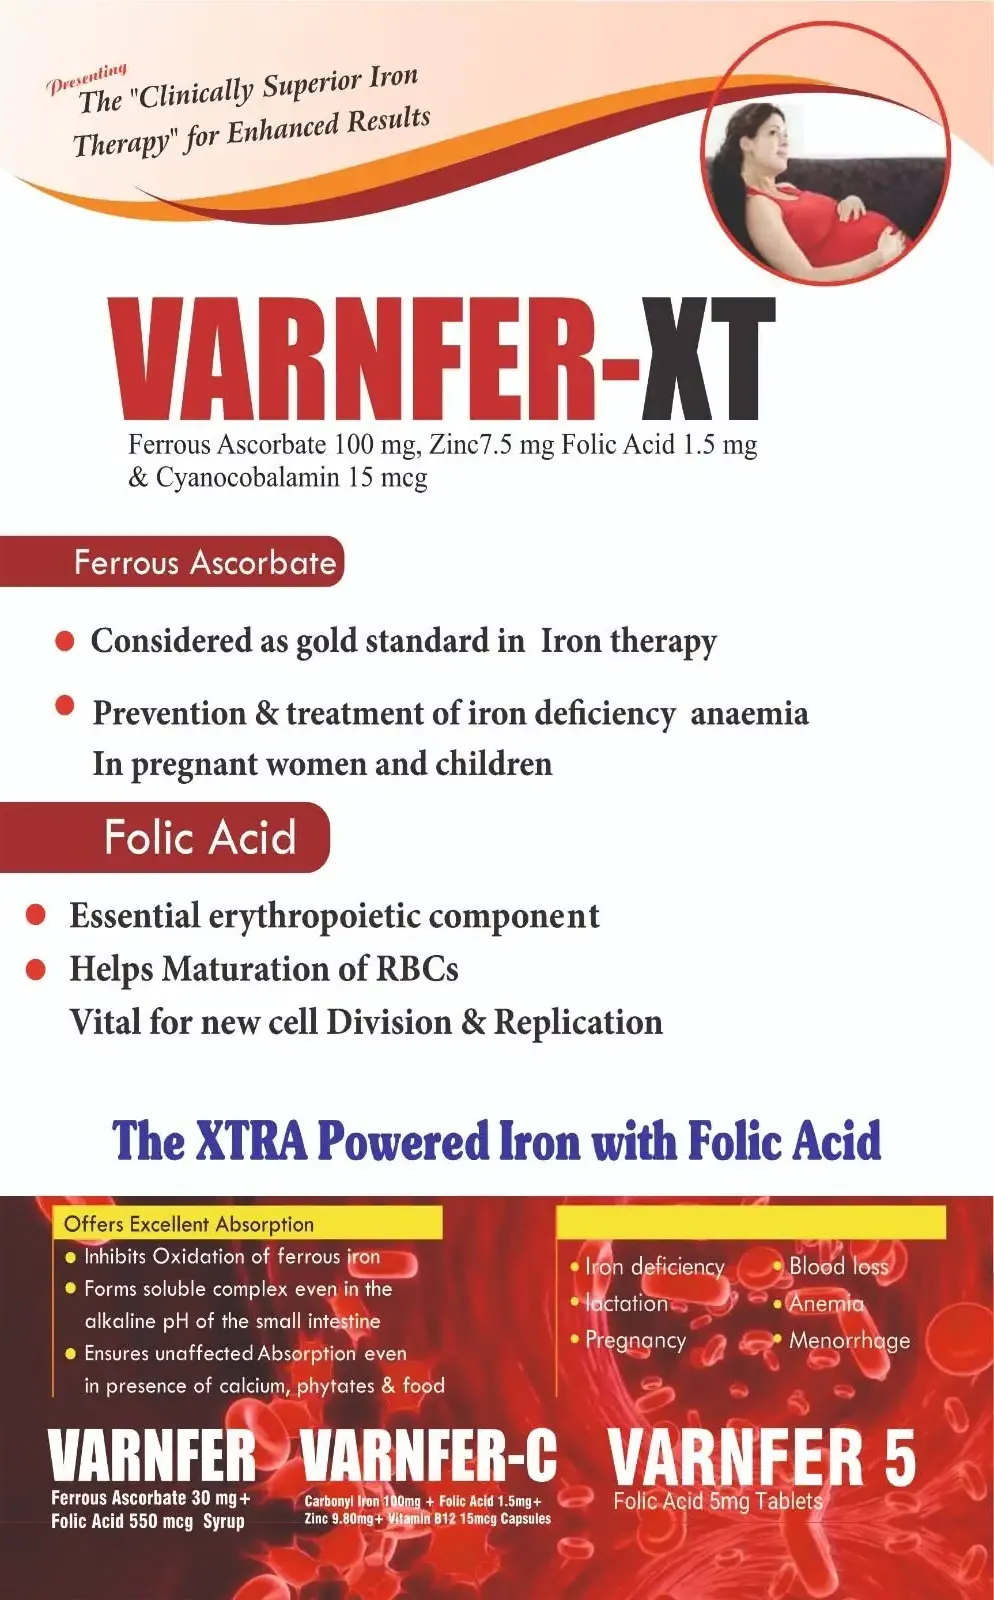 Presenting
The "Clinically Superior Iron
Therapy" for Enhanced Results
VARNFER-XT
Ferrous Ascorbate 100 mg, Zinc7.5 mg Folic Acid 1.5 mg
& Cyanocobalamin 15 mcg
Ferrous Ascorbate
Considered as gold standard in Iron therapy
Prevention & treatment of iron deficiency anaemia
In pregnant women and children
Folic Acid
Essential erythropoietic component
Helps Maturation of RBCs
Vital for new cell Division & Replication
The XTRA Powered Iron with Folic Acid
Offers Excellent Absorption
Inhibits Oxidation of ferrous iron
Forms soluble complex even in the
alkaline pH of the small intestine
Ensures unaffected Absorption even
in presence of calcium, phytates & food
Iron deficiency
lactation
Pregnancy
Blood loss
Anemia
Menorrhage
VARNFER
Ferrous Ascorbate 30 mg+
Folic Acid 550 mcg Syrup
VARNFER-C
Carbonyl Iron 100mg + Folic Acid 1.5mg+
Zinc 9.80mg+ Vitamin B12 15mcg Capsules
VARNFER 5
Folic Acid 5mg Tablets